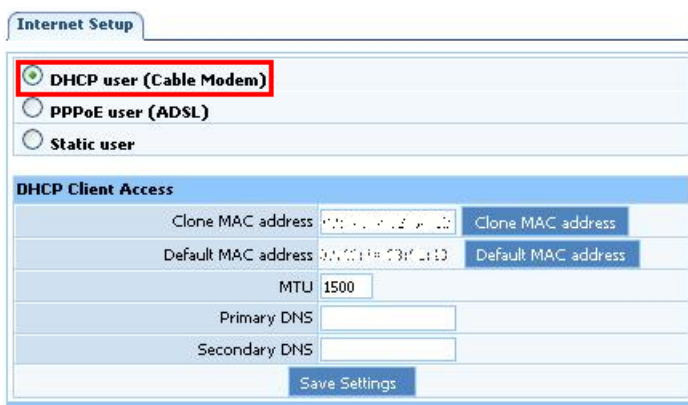 Internet Setup
DHCP user (Cable Modem)
PPPoE user (ADSL)
Static user
DHCP Client Access
Clone MAC address Clone MAC address
Default MAC address Default MAC address
MTU 1500
Primary DNS
Secondary DNS
Save Settings